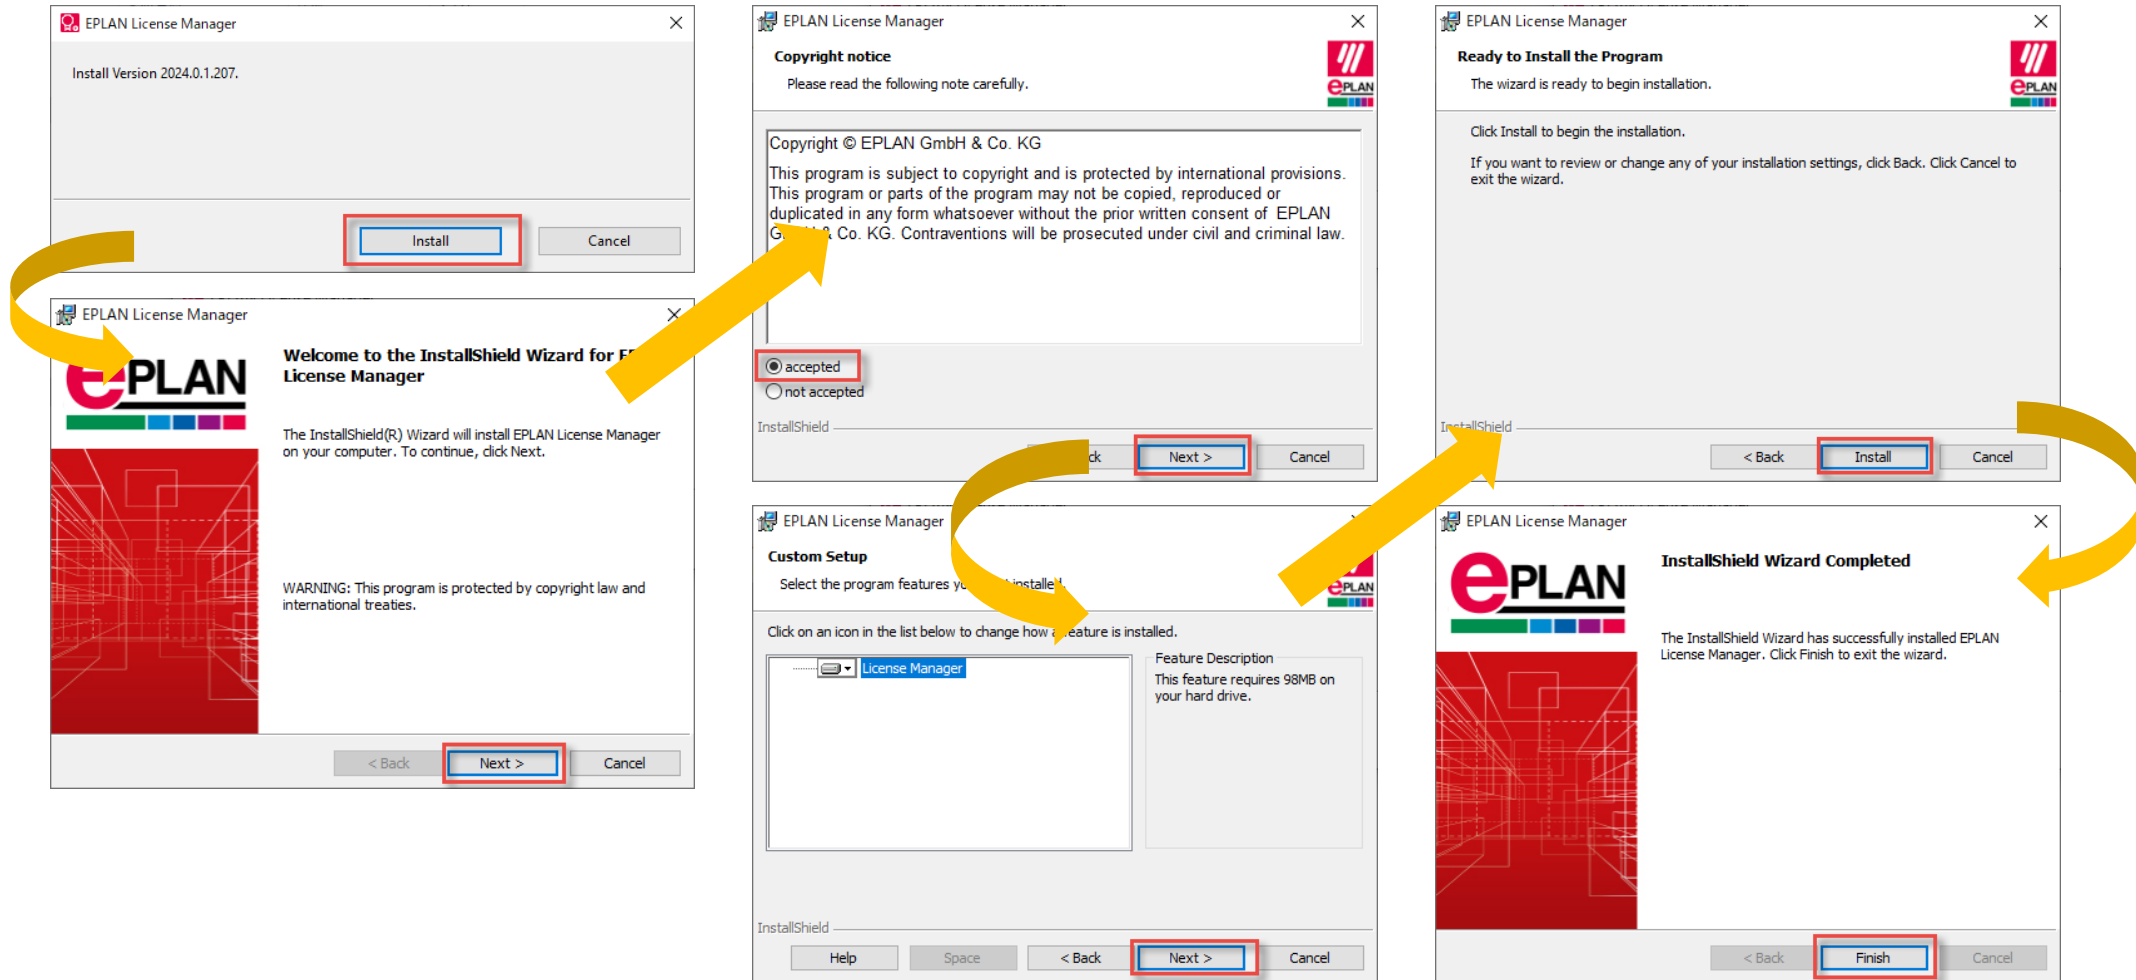 EPLAN License Manager
Install Version 2024.0.1.207.
Install
Cancel
EPLAN License Manager
ePLAN
Welcome to the InstallShield Wizard for
License Manager
The InstallShield(R) Wizard will install EPLAN License Manager
on your computer. To continue, click Next.
WARNING: This program is protected by copyright law and
international treaties.
< Back
Next >
Cancel
EPLAN License Manager
Copyright notice
Please read the following note carefully.
ePLAN
Copyright © EPLAN GmbH & Co. KG
This program is subject to copyright and is protected by international provisions.
This program or parts of the program may not be copied, reproduced or
duplicated in any form whatsoever without the prior written consent of EPLAN
& Co. KG. Contraventions will be prosecuted under civil and criminal law.
accepted
not accepted
InstallShield
Next >
Cancel
EPLAN License Manager
Custom Setup
Select the program features installed.
ePLAN
Click on an icon in the list below to change how a feature is installed.
License Manager
Feature Description
This feature requires 98MB on
your hard drive.
InstallShield
Help
Space
< Back
Next >
Cancel
EPLAN License Manager
Ready to Install the Program
The wizard is ready to begin installation.
ePLAN
Click Install to begin the installation.
If you want to review or change any of your installation settings, click Back. Click Cancel to
exit the wizard.
InstallShield
< Back
Install
Cancel
EPLAN License Manager
ePLAN
InstallShield Wizard Completed
The InstallShield Wizard has successfully installed EPLAN
License Manager. Click Finish to exit the wizard.
< Back
Finish
Cancel